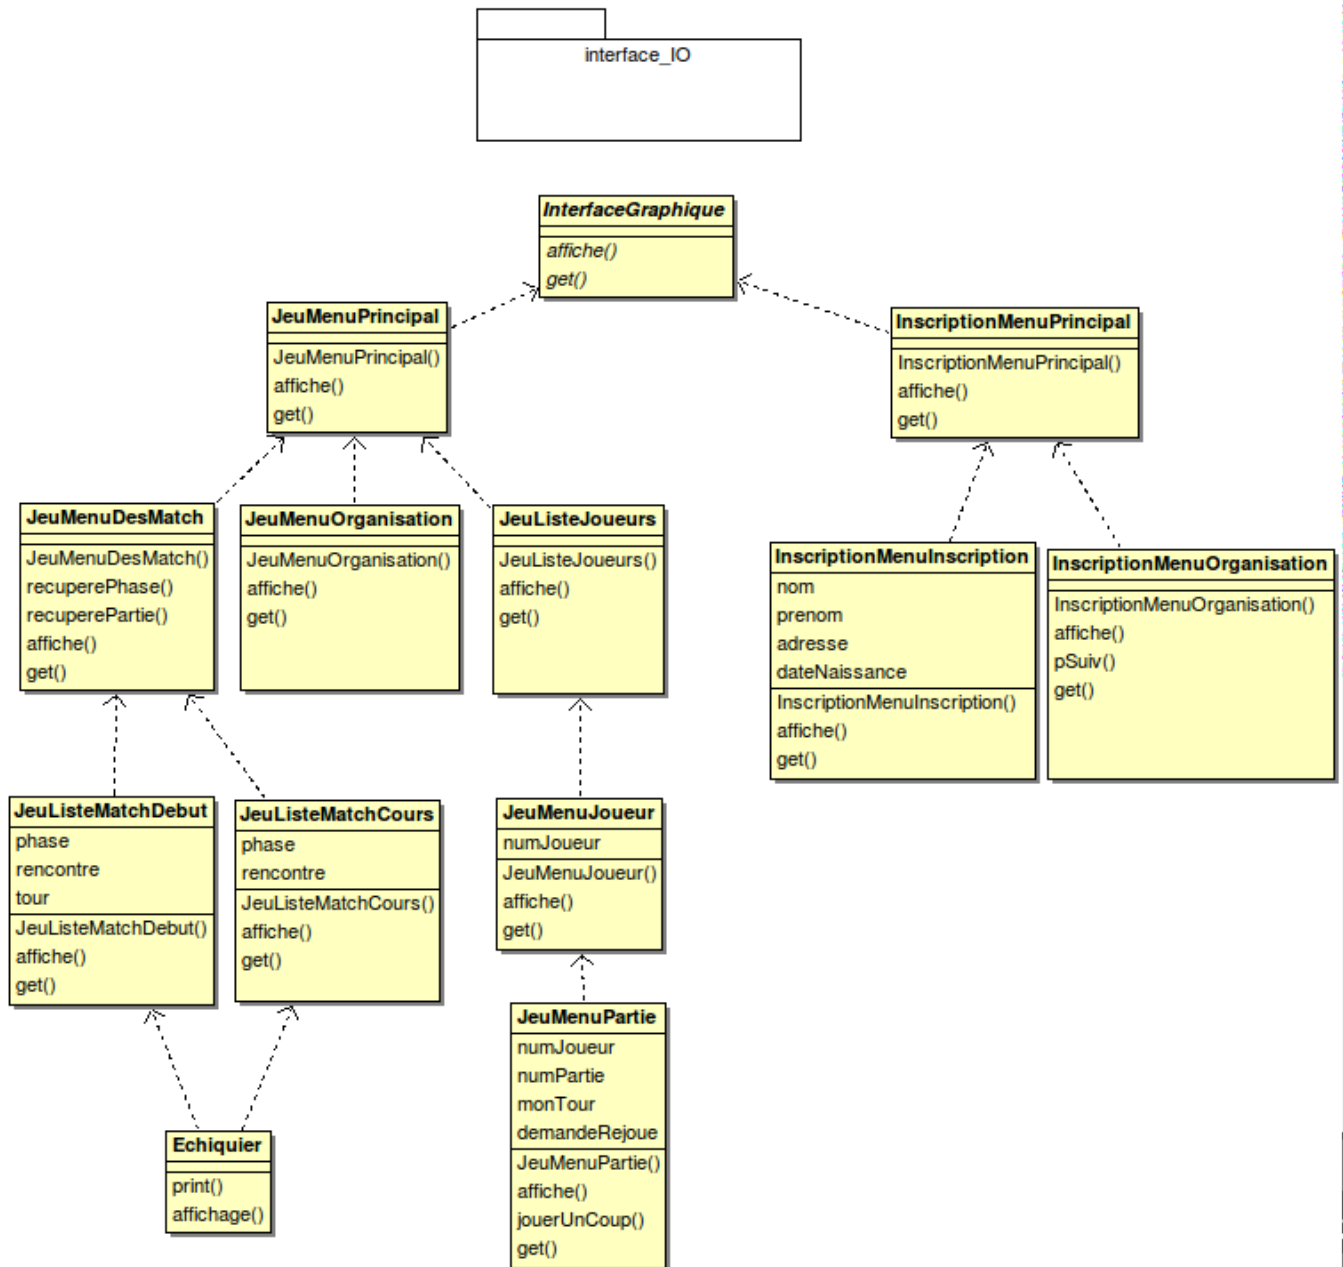 interface_IO
InterfaceGraphique
affiche()
get()
JeuMenuPrincipal
JeuMenuPrincipal()
affiche()
get()
InscriptionMenuPrincipal
InscriptionMenuPrincipal()
affiche()
get()
JeuMenuDesMatch
JeuMenuDesMatch()
recuperePhase()
recuperePartie()
affiche()
get()
JeuMenuOrganisation
JeuMenuOrganisation()
affiche()
get()
JeuListeJoueurs
JeuListeJoueurs()
affiche()
get()
InscriptionMenuInscription
nom
prenom
adresse
dateNaissance
InscriptionMenuInscription()
affiche()
get()
InscriptionMenuOrganisation
InscriptionMenuOrganisation()
affiche()
pSuiv()
get()
JeuListeMatchDebut
phase
rencontre
tour
JeuListeMatchDebut()
affiche()
get()
JeuListeMatchCours
phase
rencontre
JeuListeMatchCours()
affiche()
get()
JeuMenuJoueur
numJoueur
JeuMenuJoueur()
affiche()
get()
JeuMenuPartie
numJoueur
numPartie
monTour
demandeRejoue
JeuMenuPartie()
affiche()
jouerUnCoup()
get()
Echiquier
print()
affichage()